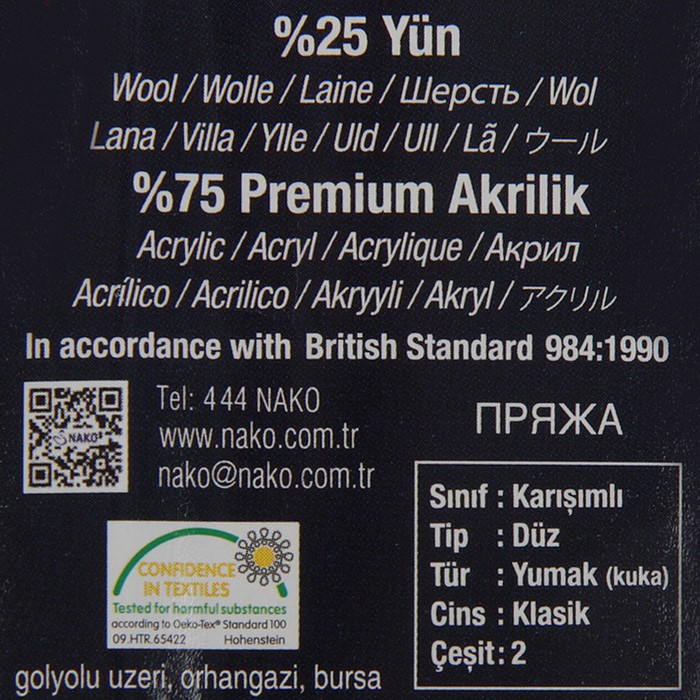 %25 Yün
Wool / Wolle / Laine / Шерсть / Wol
Lana / Villa / Ylle / Uld / Ull / Lã / ウール
%75 Premium Akrilik
Acrylic / Acryl / Acrylique / Акрил
Acrílico / Acrilico / Akryyli / Akryl / アクリル
In accordance with British Standard 984:1990
NAKO
Tel: 444 NAKO
www.nako.com.tr
nako@nako.com.tr
ПРЯЖА
Sınıf : Karışımlı
Tip : Düz
Tür : Yumak (kuka)
Cins : Klasik
Çeşit : 2
CONFIDENCE
IN TEXTILES
Tested for harmful substances
according to Oeko-Tex® Standard 100
09.HTR.65422 Hohenstein
golyolu uzeri, orhangazi, bursa